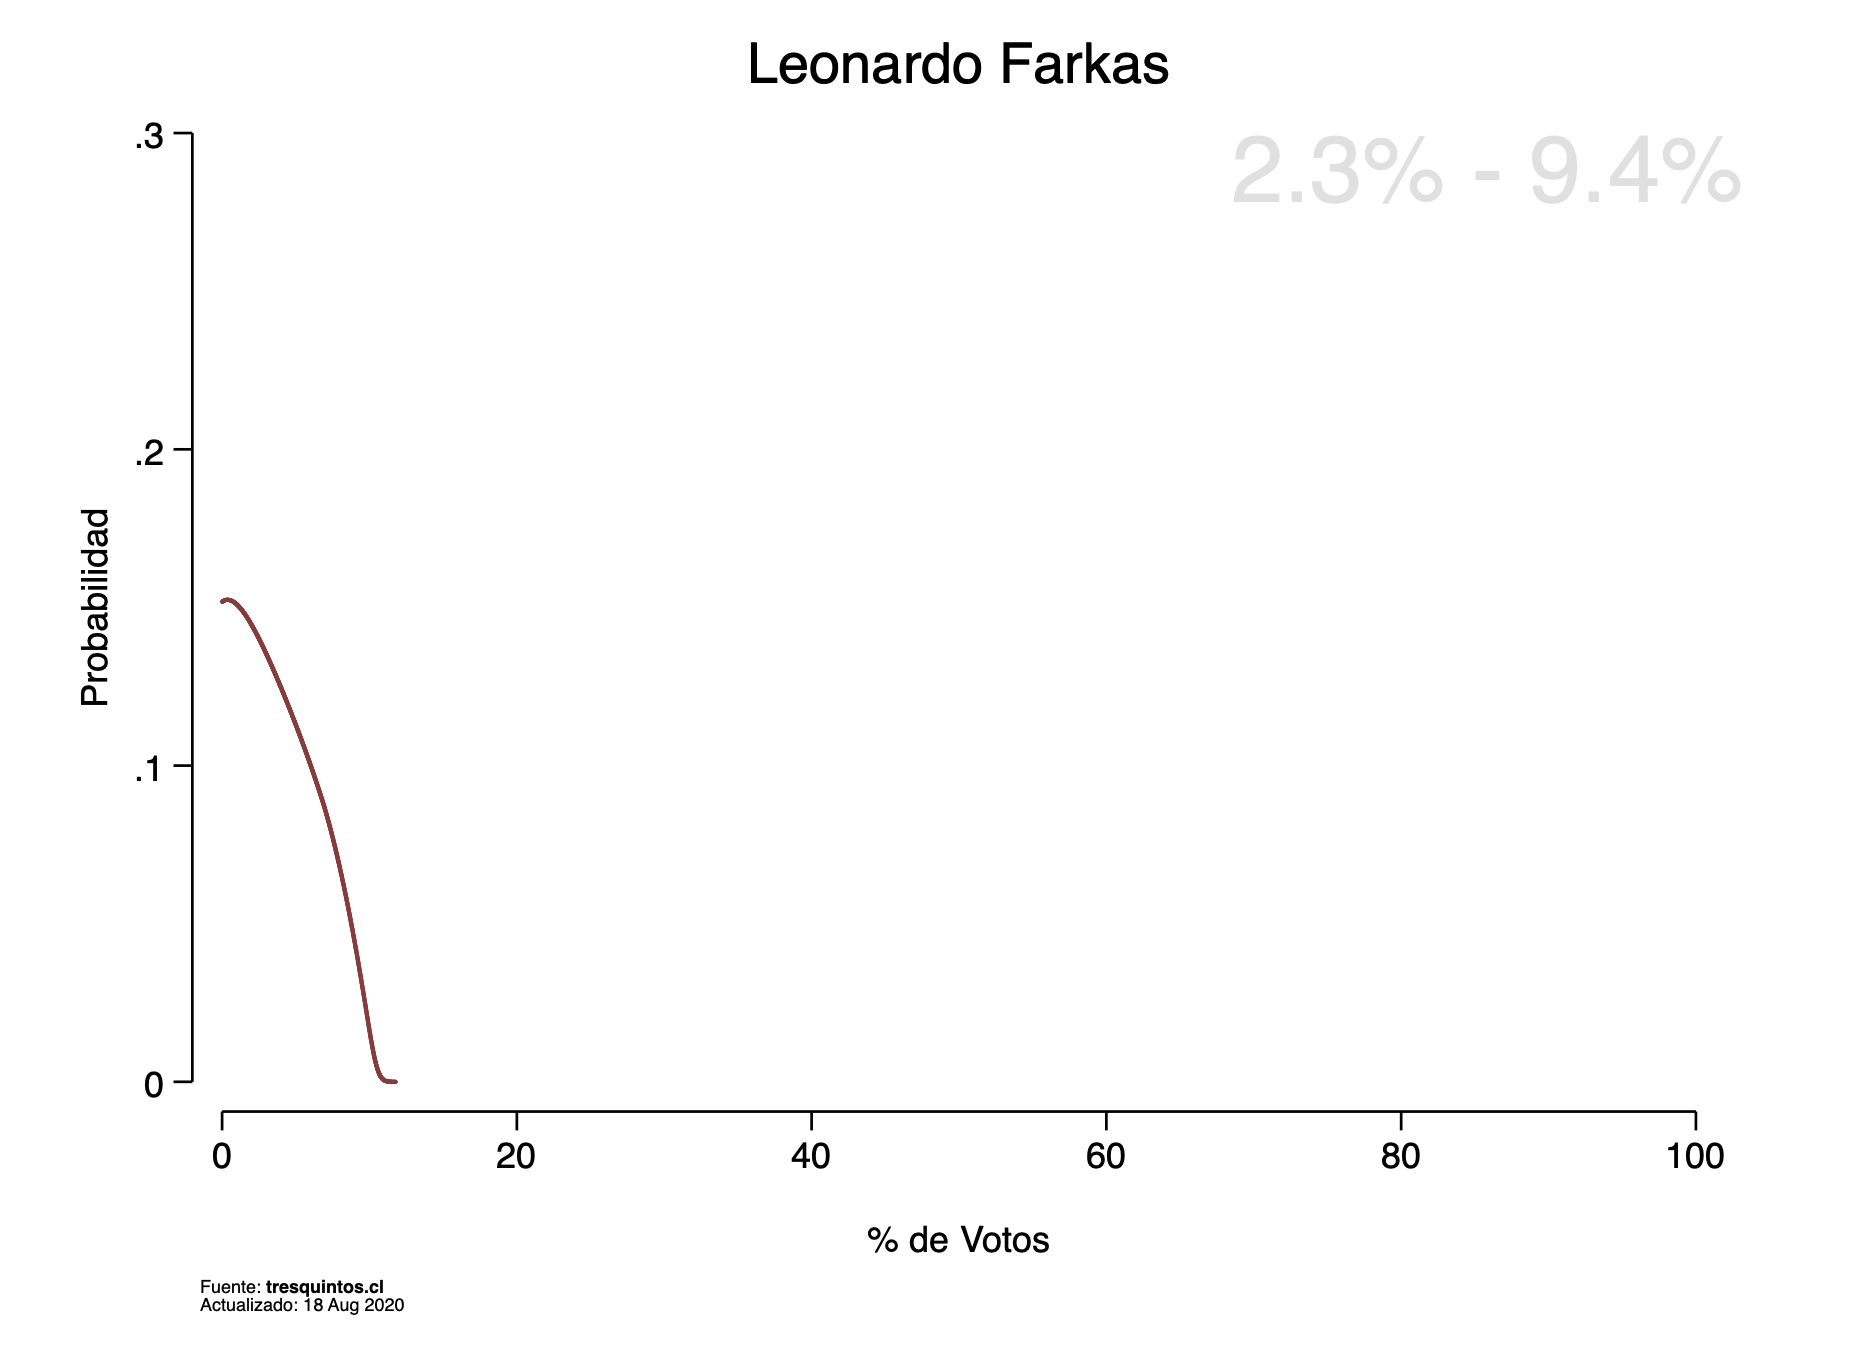 Leonardo Farkas
2.3% - 9.4%
.3
.2
.1
0
Probabilidad
0 20 40 60 80 100
% de Votos
Fuente: tresquintos.cl
Actualizado: 18 Aug 2020